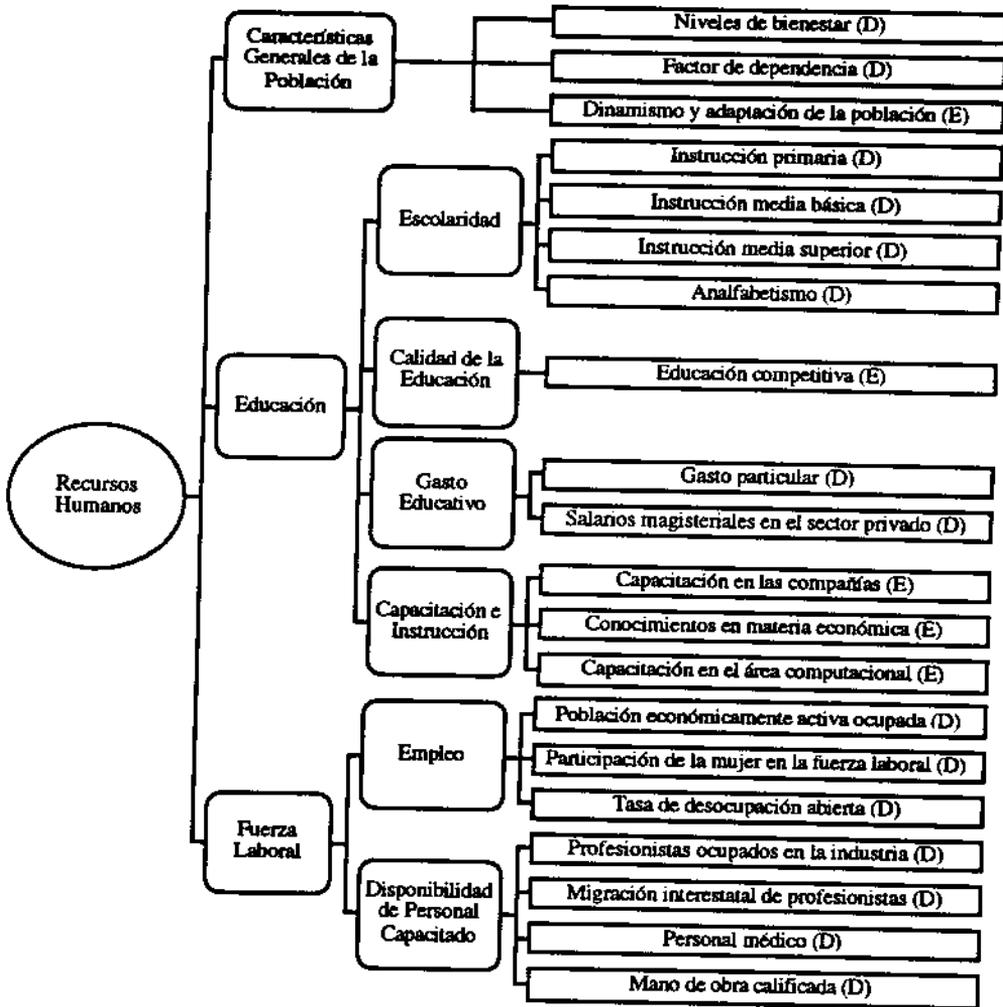 Características
Generales de la
Población
Niveles de bienestar (D)
Factor de dependencia (D)
Dinamismo y adaptación de la población (E)
Recursos
Humanos
Educación
Escolaridad
Instrucción primaria (D)
Instrucción media básica (D)
Instrucción media superior (D)
Analfabetismo (D)
Calidad de la
Educación
Educación competitiva (E)
Gasto
Educativo
Gasto particular (D)
Salarios magisteriales en el sector privado (D)
Capacitación e
Instrucción
Capacitación en las compañías (E)
Conocimientos en materia económica (E)
Capacitación en el área computacional (E)
Fuerza
Laboral
Empleo
Población económicamente activa ocupada (D)
Participación de la mujer en la fuerza laboral (D)
Tasa de desocupación abierta (D)
Disponibilidad
de Personal
Capacitado
Profesionistas ocupados en la industria (D)
Migración interestatal de profesionistas (D)
Personal médico (D)
Mano de obra calificada (D)